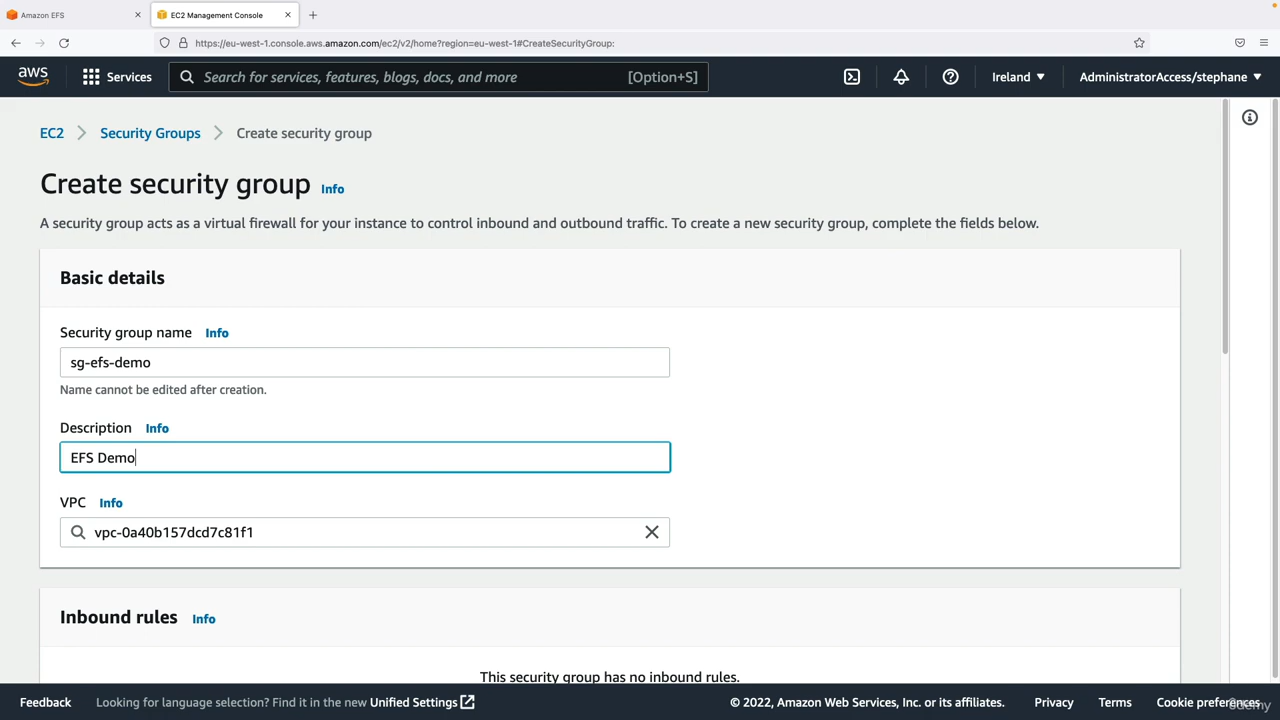 Amazon EFS
EC2 Management Console
https://eu-west-1.console.aws.amazon.com/ec2/v2/home?region=eu-west-1#CreateSecurityGroup:
aws
Services
Search for services, features, blogs, docs, and more
[Option+S]
Ireland
AdministratorAccess/stephane
EC2
Security Groups
Create security group
Create security group Info
A security group acts as a virtual firewall for your instance to control inbound and outbound traffic. To create a new security group, complete the fields below.
Basic details
Security group name Info
sg-efs-demo
Name cannot be edited after creation.
Description Info
EFS Demo
VPC Info
vpc-0a40b157dcd7c81f1
Inbound rules Info
This security group has no inbound rules.
Feedback
Looking for language selection? Find it in the new Unified Settings
© 2022, Amazon Web Services, Inc. or its affiliates.
Privacy
Terms
Cookie preferences
Udemy